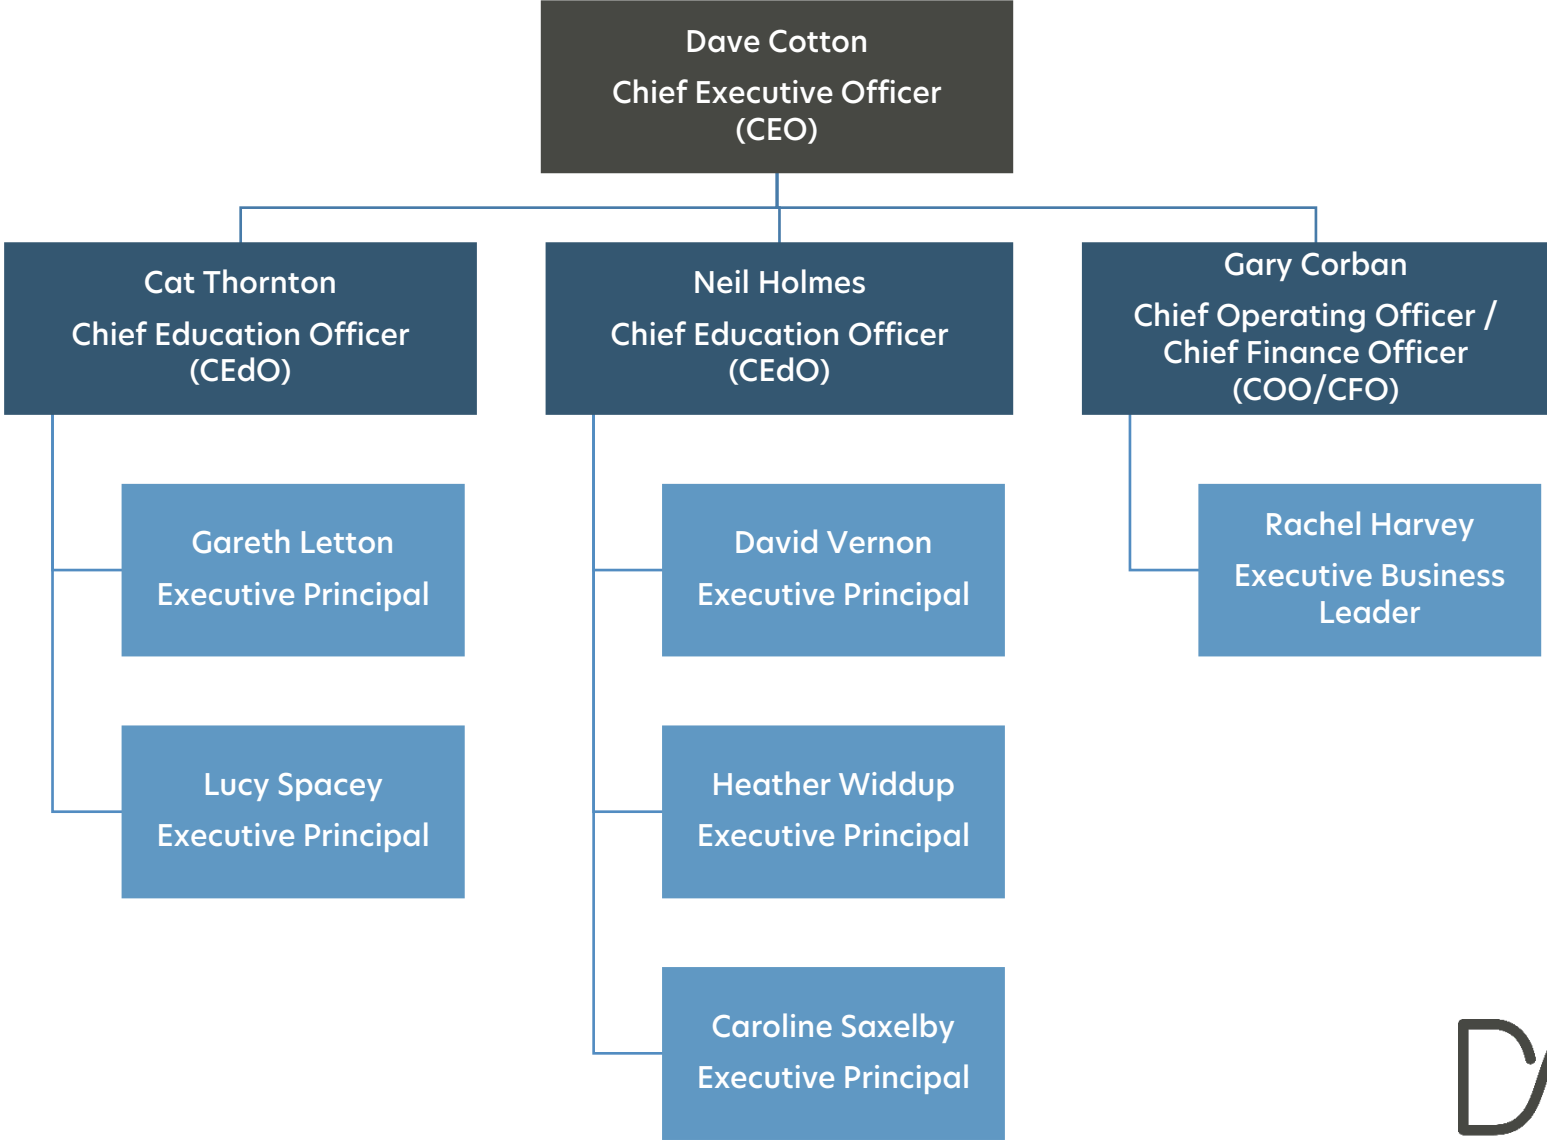 Dave Cotton
Chief Executive Officer
(CEO)
Cat Thornton
Chief Education Officer
(CEdO)
Neil Holmes
Chief Education Officer
(CEdO)
Gary Corban
Chief Operating Officer /
Chief Finance Officer
(COO/CFO)
Gareth Letton
Executive Principal
David Vernon
Executive Principal
Rachel Harvey
Executive Business
Leader
Lucy Spacey
Executive Principal
Heather Widdup
Executive Principal
Caroline Saxelby
Executive Principal